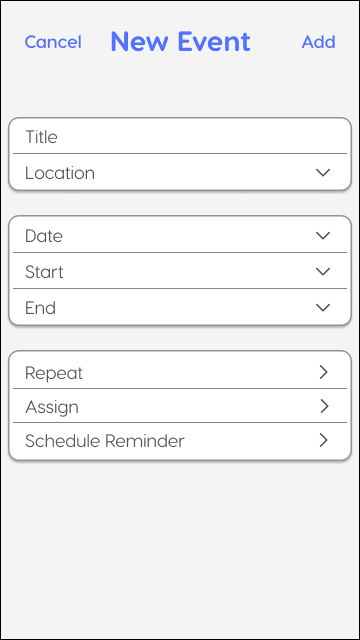 Cancel New Event Add
Title
Location
Date
Start
End
Repeat
Assign
Schedule Reminder